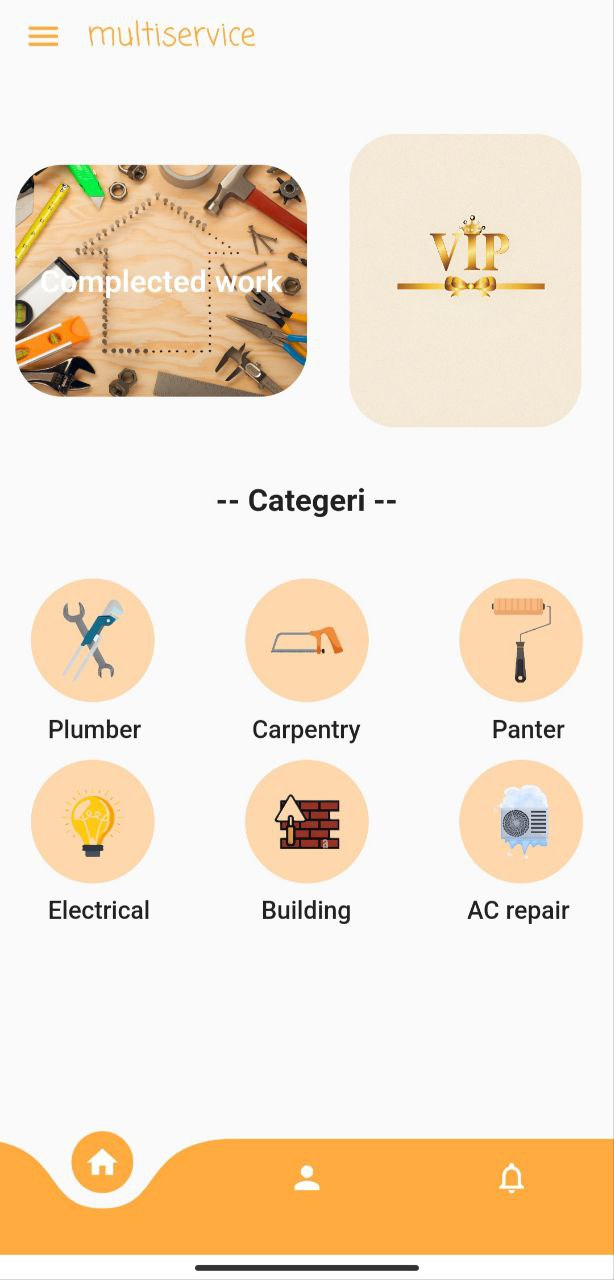 multiservice
Complected work
VIP
-- Categeri --
Plumber
Carpentry
Panter
Electrical
Building
AC repair